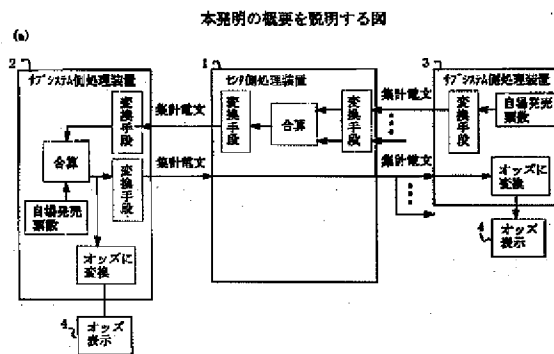 本発明の概要を説明する図
(a)
2
サブシステム側処理装置
変換手段
合算
変換手段
自場発売
票数
オッズに
変換
4
オッズ
表示
集計電文
集計電文
1
センタ側処理装置
変換手段
合算
変換手段
集計電文
集計電文
3
サブシステム側処理装置
変換手段
自場発売
票数
オッズに
変換
4
オッズ
表示